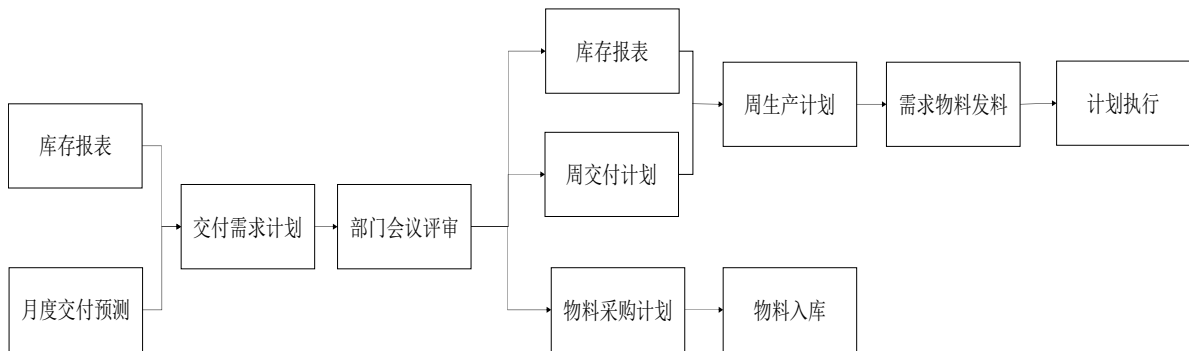 库存报表
月度交付预测
交付需求计划
部门会议评审
库存报表
周交付计划
物料采购计划
周生产计划
物料入库
需求物料发料
计划执行